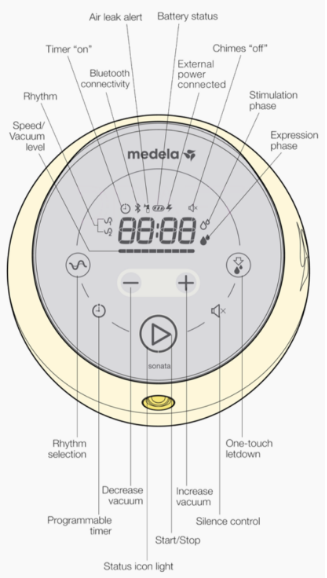 Air leak alert
Battery status
Timer "on"
Chimes "off"
Bluetooth
connectivity
External
power
connected
Rhythm
Stimulation
phase
Speed/
Vacuum
level
Expression
phase
medela
88:88
sonata
Rhythm
selection
One-touch
letdown
Decrease
vacuum
Increase
vacuum
Programmable
timer
Silence control
Start/Stop
Status icon light